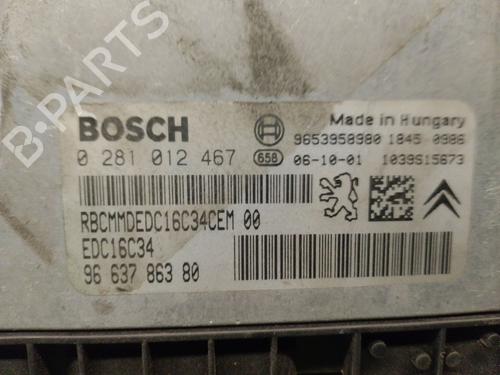 BOSCH
Made in Hungary
9653958980 1845 0986
0 281 012 467
658
06-10-01
1039S15673
RBCMMDEDC16C34CEM 00
EDC16C34
96 637 863 80
B-PARTS